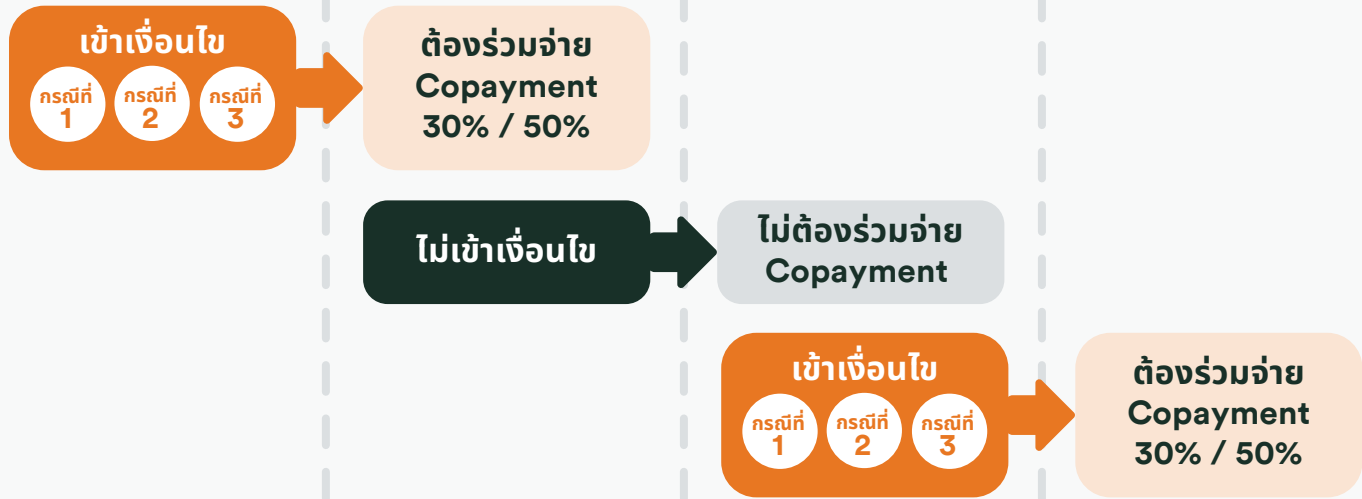 เข้าเงื่อนไข
กรณีที่
1
กรณีที่
2
กรณีที่
3
ต้องร่วมจ่าย
Copayment
30% / 50%
ไม่เข้าเงื่อนไข
ไม่ต้องร่วมจ่าย
Copayment
เข้าเงื่อนไข
กรณีที่
1
กรณีที่
2
กรณีที่
3
ต้องร่วมจ่าย
Copayment
30% / 50%